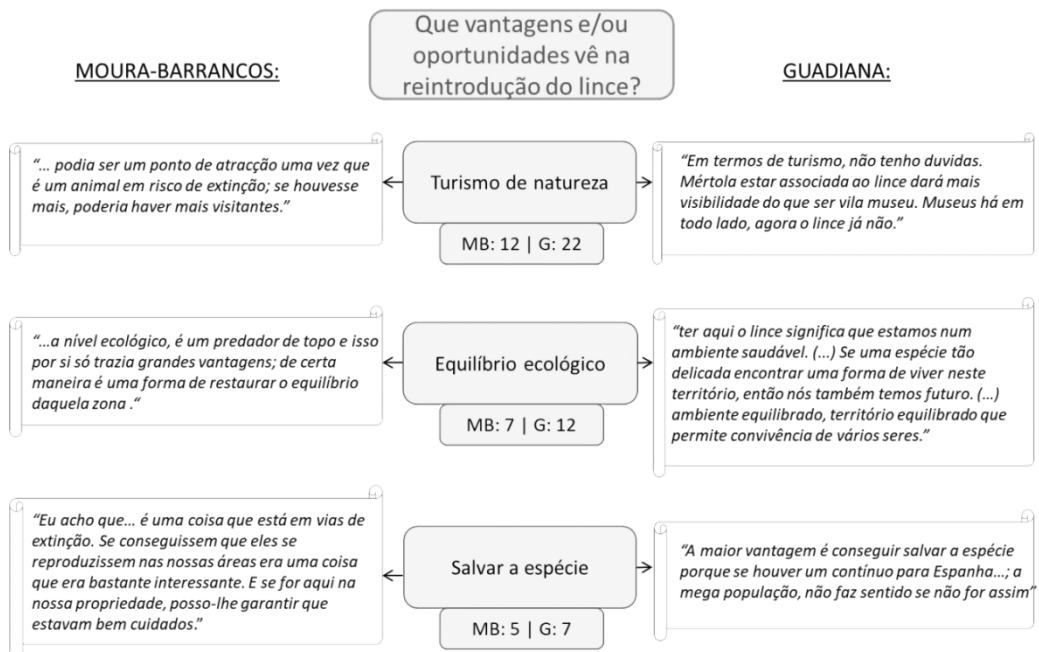 Que vantagens e/ou
oportunidades vê na
reintrodução do lince?
MOURA-BARRANCOS:
GUADIANA:
“... podia ser um ponto de atracção uma vez que
é um animal em risco de extinção; se houvesse
mais, poderia haver mais visitantes.”
Turismo de natureza
MB: 12 | G: 22
“Em termos de turismo, não tenho duvidas.
Mértola estar associada ao lince dará mais
visibilidade do que ser vila museu. Museus há em
todo lado, agora o lince já não.”
“...a nível ecológico, é um predador de topo e isso
por si só trazia grandes vantagens; de certa
maneira é uma forma de restaurar o equilíbrio
daquela zona .“
Equilíbrio ecológico
MB: 7 | G: 12
“ter aqui o lince significa que estamos num
ambiente saudável. (...) Se uma espécie tão
delicada encontrar uma forma de viver neste
território, então nós também temos futuro. (...)
ambiente equilibrado, território equilibrado que
permite convivência de vários seres.”
“Eu acho que... é uma coisa que está em vias de
extinção. Se conseguissem que eles se
reproduzissem nas nossas áreas era uma coisa
que era bastante interessante. E se for aqui na
nossa propriedade, posso-lhe garantir que
estavam bem cuidados.”
Salvar a espécie
MB: 5 | G: 7
“A maior vantagem é conseguir salvar a espécie
porque se houver um contínuo para Espanha...; a
mega população, não faz sentido se não for assim”